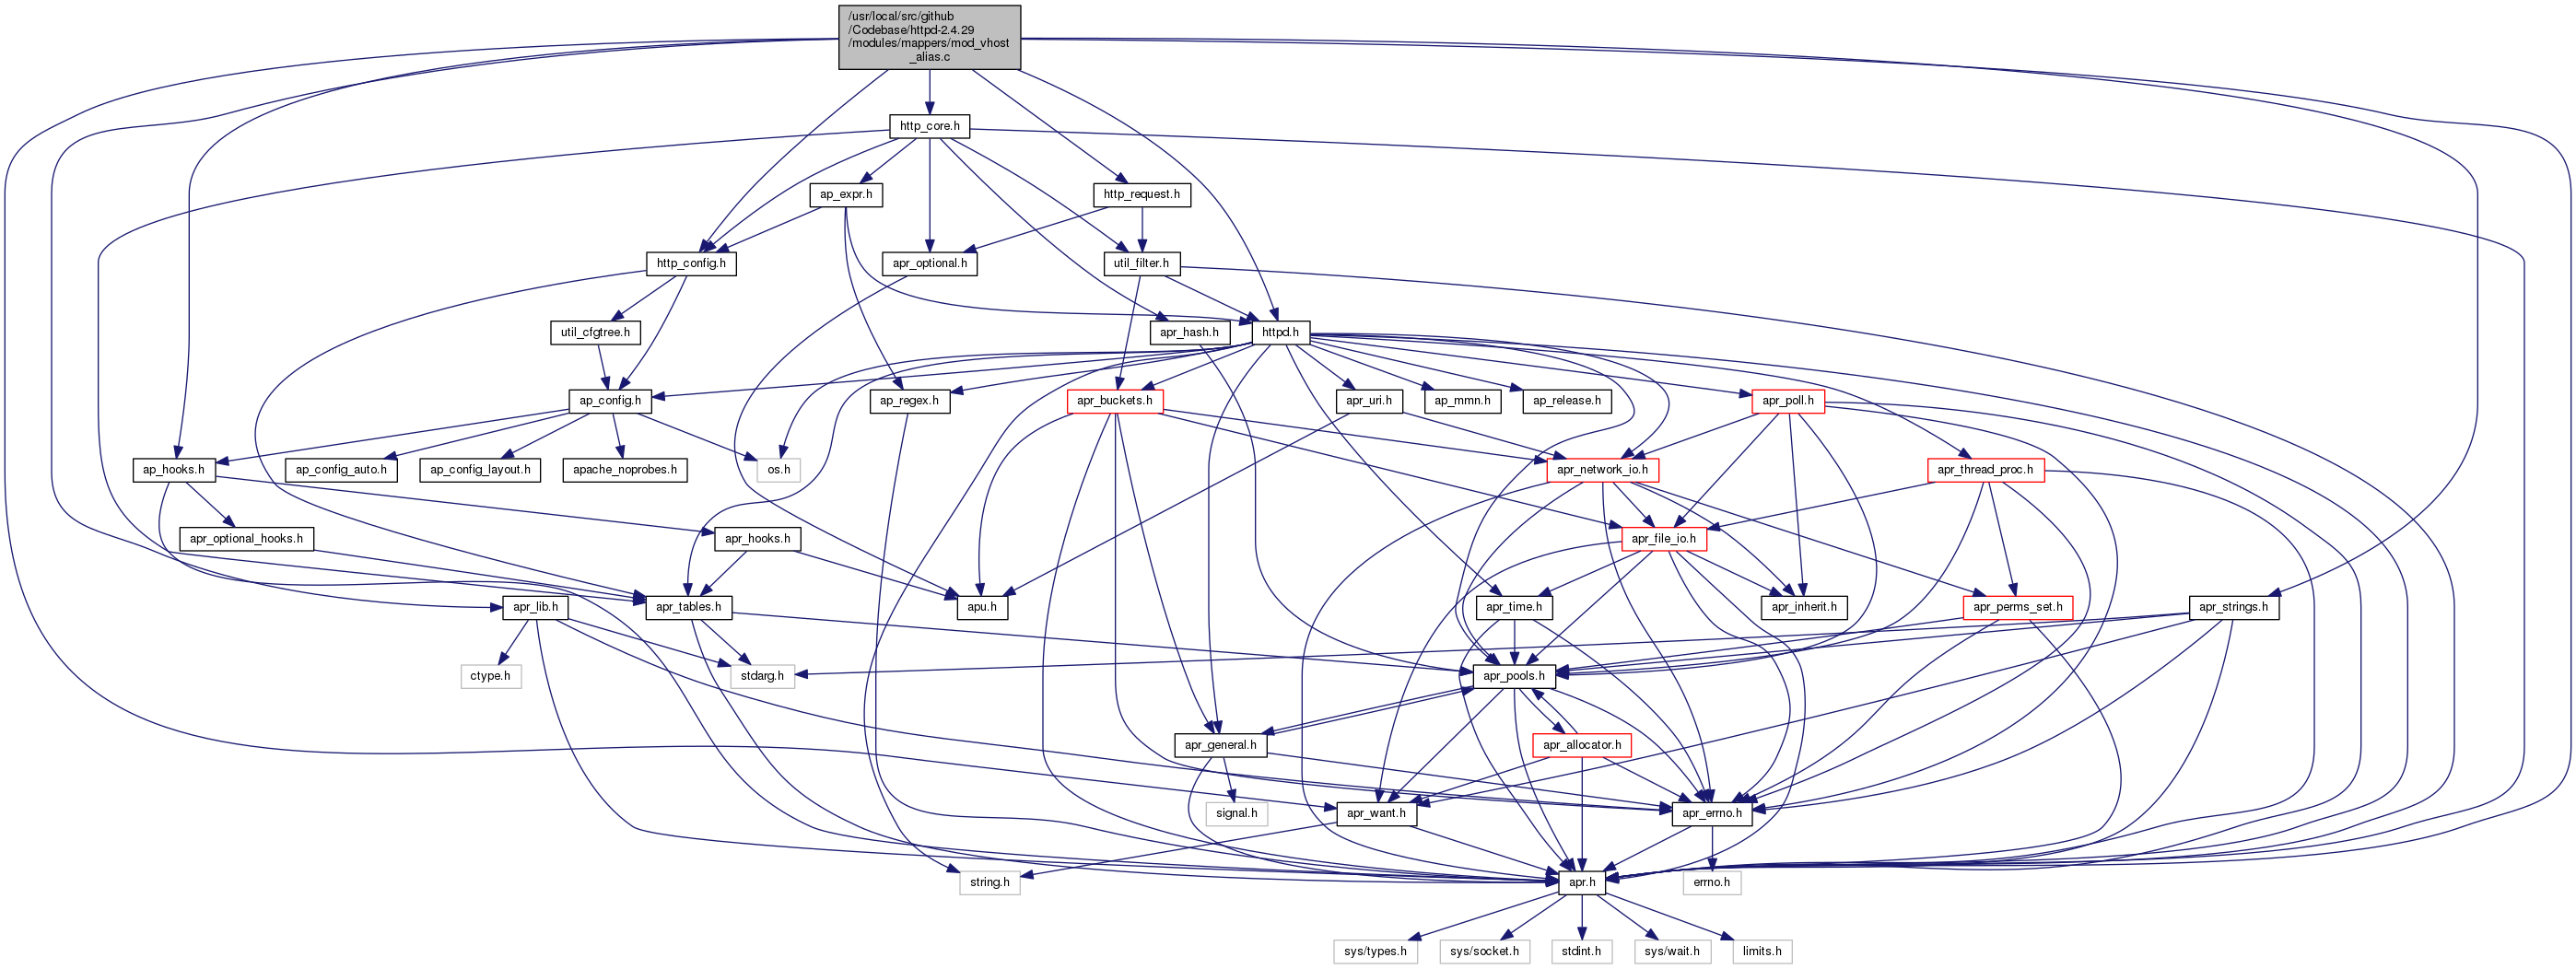 /usr/local/src/github
/Codebase/httpd-2.4.29
/modules/mappers/mod_vhost
_alias.c
http_core.h
ap_expr.h
http_request.h
http_config.h
apr_optional.h
util_filter.h
util_cfgtree.h
apr_hash.h
httpd.h
ap_config.h
ap_regex.h
apr_buckets.h
apr_uri.h
ap_mmn.h
ap_release.h
apr_poll.h
ap_hooks.h
ap_config_auto.h
ap_config_layout.h
apache_noprobes.h
os.h
apr_network_io.h
apr_thread_proc.h
apr_optional_hooks.h
apr_hooks.h
apr_file_io.h
apr_lib.h
apr_tables.h
apu.h
apr_time.h
apr_inherit.h
apr_perms_set.h
apr_strings.h
ctype.h
stdarg.h
apr_pools.h
apr_general.h
apr_allocator.h
signal.h
apr_want.h
apr_errno.h
string.h
apr.h
errno.h
sys/types.h
sys/socket.h
stdint.h
sys/wait.h
limits.h